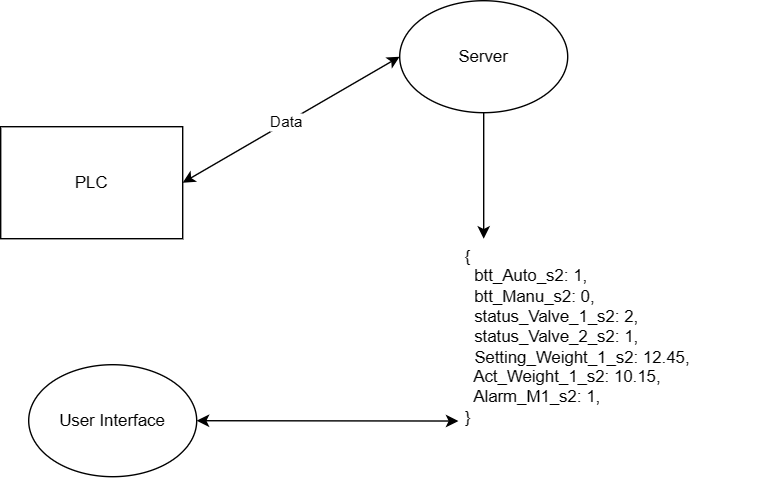 Server
Data
PLC
{
btt_Auto_s2: 1,
btt_Manu_s2: 0,
status_Valve_1_s2: 2,
status_Valve_2_s2: 1,
Setting_Weight_1_s2: 12.45,
Act_Weight_1_s2: 10.15,
Alarm_M1_s2: 1,
}
User Interface